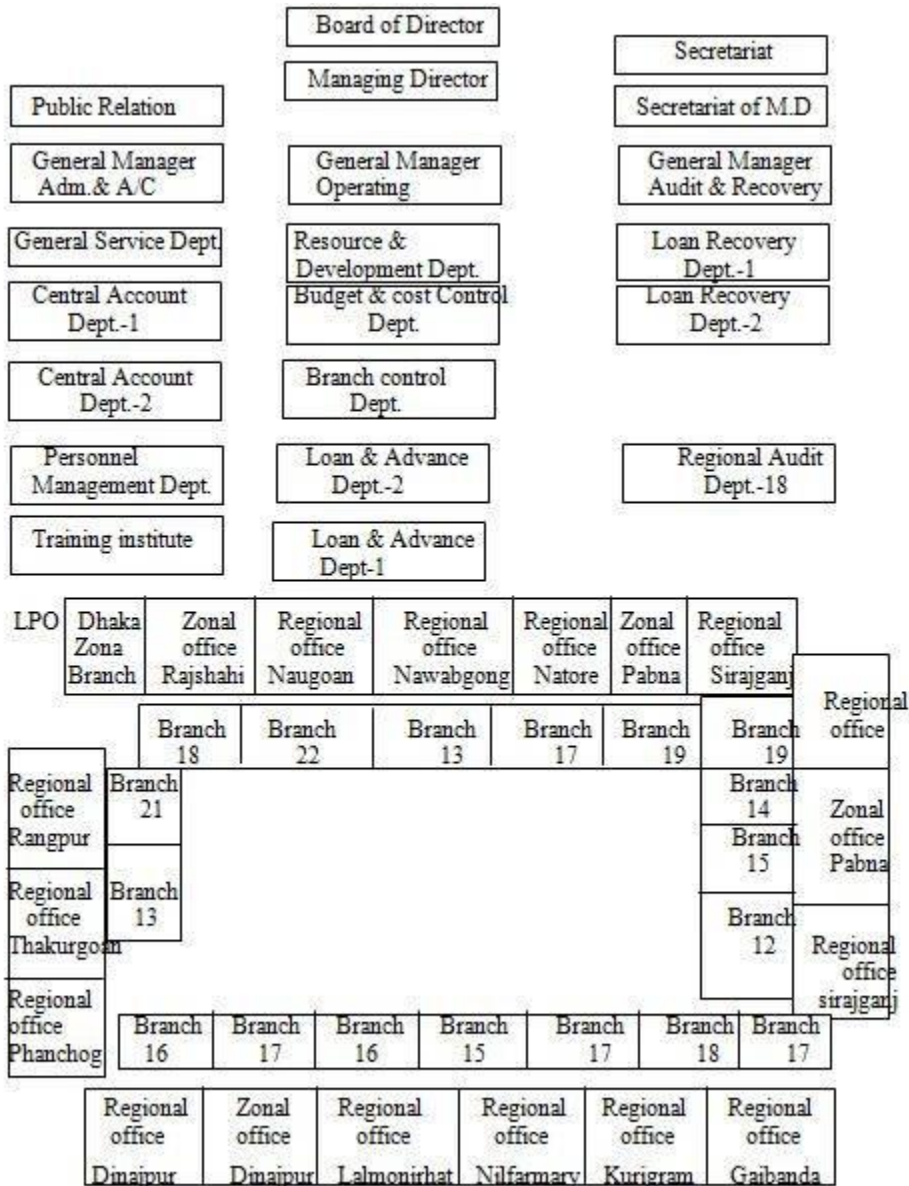 Board of Director
Secretariat
Managing Director
Public Relation
Secretariat of M.D
General Manager
Adm.& A/C
General Manager
Operating
General Manager
Audit & Recovery
General Service Dept.
Resource &
Development Dept.
Loan Recovery
Dept.-1
Central Account
Dept.-1
Budget & cost Control
Dept.
Loan Recovery
Dept.-2
Central Account
Dept.-2
Branch control
Dept.
Personnel
Management Dept.
Loan & Advance
Dept.-2
Regional Audit
Dept.-18
Training institute
Loan & Advance
Dept-1
LPO
Dhaka
Zona
Branch
Zonal
office
Rajshahi
Regional
office
Naugoan
Regional
office
Nawabgong
Regional
office
Natore
Zonal
office
Pabna
Regional
office
Sirajganj
Regional
office
Branch
18
Branch
22
Branch
13
Branch
17
Branch
19
Branch
19
Regional
office
Rangpur
Branch
21
Branch
14
Zonal
office
Pabna
Branch
15
Regional
office
Thakurgoan
Branch
13
Branch
12
Regional
office
sirajganj
Regional
office
Phanchog
Branch
16
Branch
17
Branch
16
Branch
15
Branch
17
Branch
18
Branch
17
Regional
office
Dinajpur
Zonal
office
Dinajpur
Regional
office
Lalmonirhat
Regional
office
Nilfarmary
Regional
office
Kurigram
Regional
office
Gaibanda